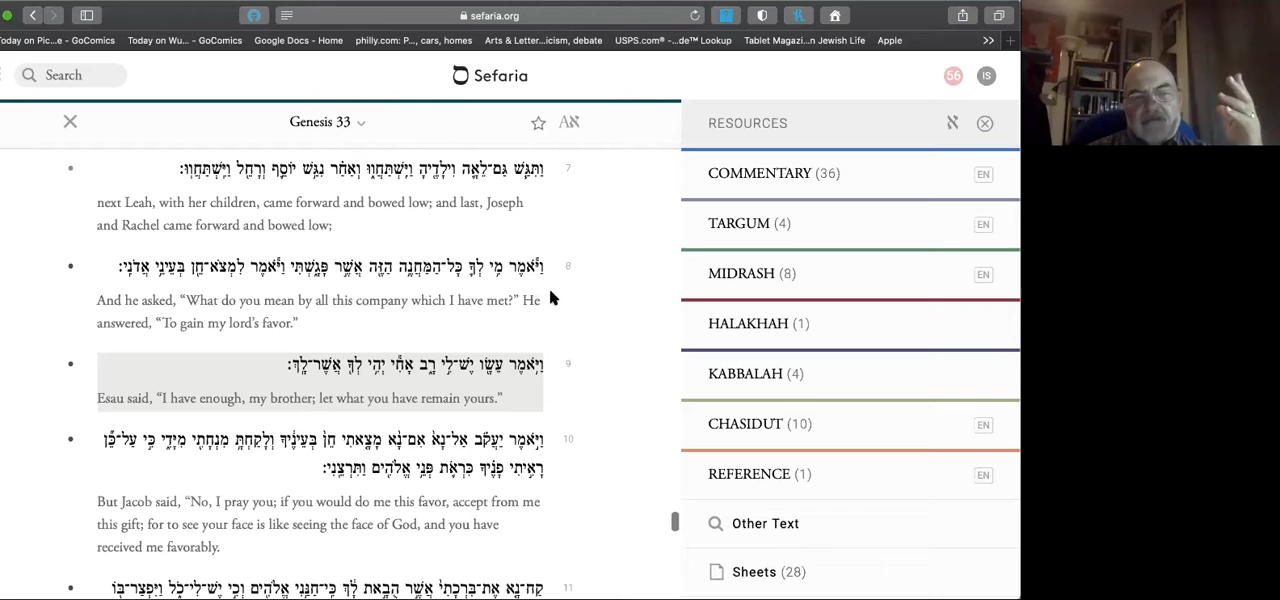 sefaria.org
oday on Pic...e - GoComics Today on Wu... - GoComics Google Docs - Home philly.com: P..., cars, homes Arts & Letter...icism, debate USPS.com® -...de™ Lookup Tablet Magazi...n Jewish Life Apple
Search
Sefaria
56
IS
Genesis 33
Aא
וַתִּגַּ֧שׁ גַּם־לֵאָ֛ה וִילָדֶ֖יהָ וַיִּֽשְׁתַּחֲו֑וּ וְאַחַ֗ר נִגַּ֥שׁ יוֹסֵ֛ף וְרָחֵ֖ל וַיִּֽשְׁתַּחֲוֽוּ׃
7
next Leah, with her children, came forward and bowed low; and last, Joseph
and Rachel came forward and bowed low;
וַיֹּ֕אמֶר מִ֥י לְךָ֛ כׇּל־הַמַּחֲנֶ֥ה הַזֶּ֖ה אֲשֶׁ֣ר פָּגָ֑שְׁתִּי וַיֹּ֕אמֶר לִמְצֹא־חֵ֖ן בְּעֵינֵ֥י אֲדֹנִֽי׃
8
And he asked, “What do you mean by all this company which I have met?” He
answered, “To gain my lord’s favor.”
וַיֹּ֥אמֶר עֵשָׂ֖ו יֶשׁ־לִ֣י רָ֑ב אָחִ֕י יְהִ֥י לְךָ֖ אֲשֶׁר־לָֽךְ׃
9
Esau said, “I have enough, my brother; let what you have remain yours.”
וַיֹּ֣אמֶר יַעֲקֹ֗ב אַל־נָא֙ אִם־נָ֨א מָצָ֤אתִי חֵן֙ בְּעֵינֶ֔יךָ וְלָקַחְתָּ֥ מִנְחָתִ֖י מִיָּדִ֑י כִּ֣י עַל־כֵּ֞ן
10
רָאִ֣יתִי פָנֶ֗יךָ כִּרְאֹ֛ת פְּנֵ֥י אֱלֹהִ֖ים וַתִּרְצֵֽנִי׃
But Jacob said, “No, I pray you; if you would do me this favor, accept from me
this gift; for to see your face is like seeing the face of God, and you have
received me favorably.
קַח־נָ֤א אֶת־בִּרְכָתִי֙ אֲשֶׁ֣ר הֻבָ֣את לָ֔ךְ כִּֽי־חַנַּ֥נִי אֱלֹהִ֖ים וְכִ֣י יֶשׁ־לִי־כֹ֑ל וַיִּפְצַר־בּ֖וֹ
11
RESOURCES
א
COMMENTARY (36) EN
TARGUM (4) EN
MIDRASH (8) EN
HALAKHAH (1)
KABBALAH (4)
CHASIDUT (10) EN
REFERENCE (1) EN
Other Text
Sheets (28)